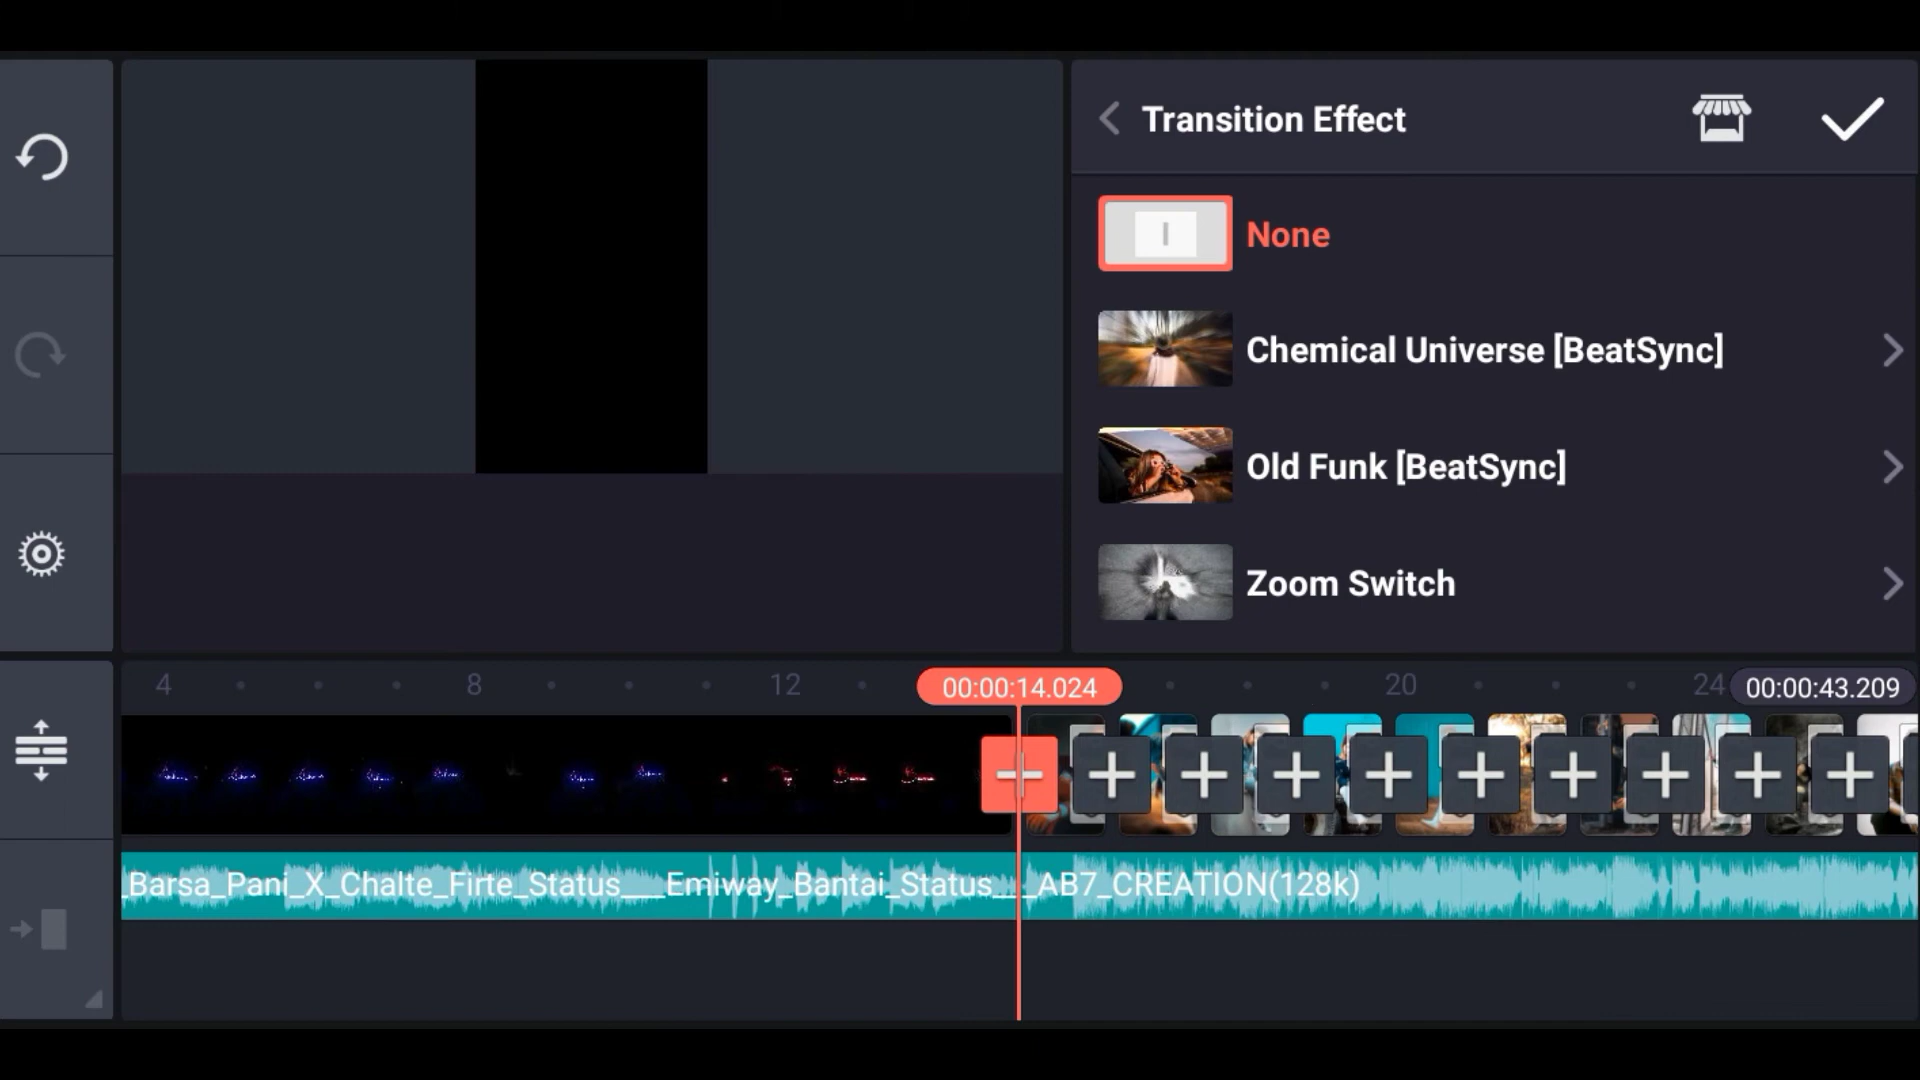 Transition Effect
None
Chemical Universe [BeatSync]
Old Funk [BeatSync]
Zoom Switch
4
8
12
00:00:14.024
20
24
00:00:43.209
_Barsa_Pani_X_Chalte_Firte_Status___Emiway_Bantai_Status___AB7_CREATION(128k)